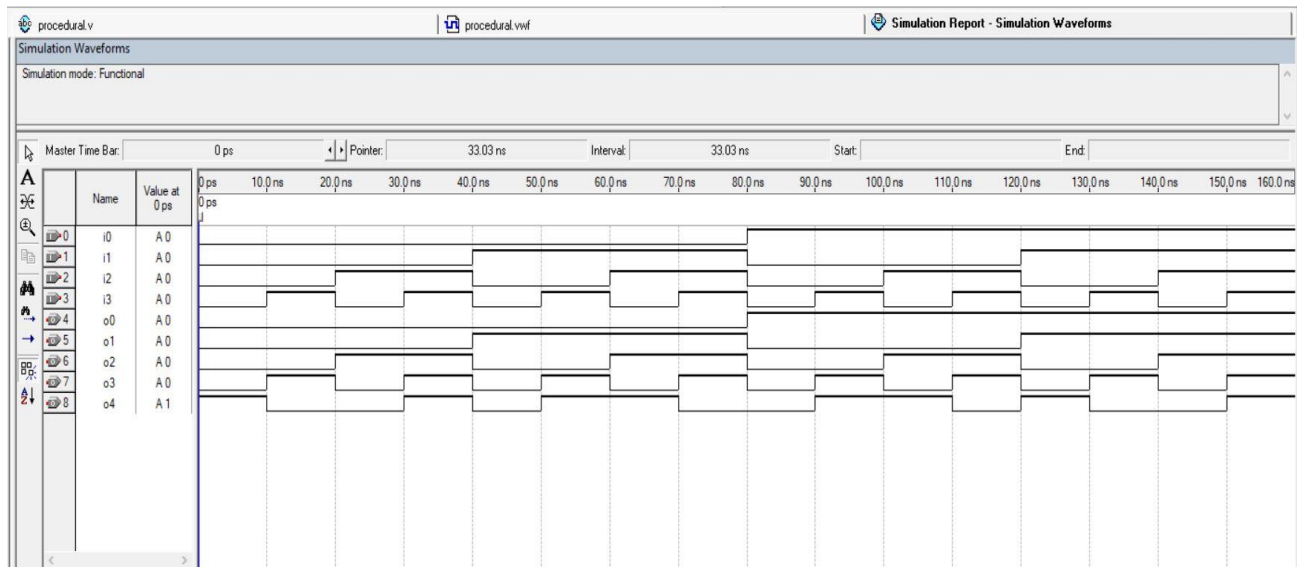 procedural.v procedural.vwf Simulation Report - Simulation Waveforms
Simulation Waveforms
Simulation mode: Functional
Master Time Bar: 0 ps Pointer: 33.03 ns Interval: 33.03 ns Start: End:
Name Value at 0 ps
0 ps 10.0 ns 20.0 ns 30.0 ns 40.0 ns 50.0 ns 60.0 ns 70.0 ns 80.0 ns 90.0 ns 100.0 ns 110.0 ns 120.0 ns 130.0 ns 140.0 ns 150.0 ns 160.0 ns
0 ps
0 i0 A 0
1 i1 A 0
2 i2 A 0
3 i3 A 0
4 o0 A 0
5 o1 A 0
6 o2 A 0
7 o3 A 0
8 o4 A 1